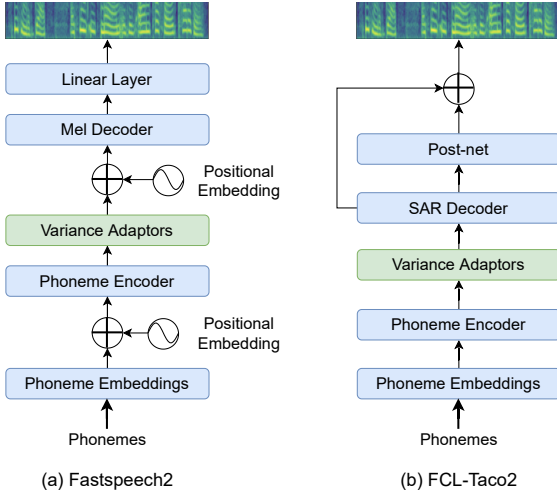 Linear Layer
Mel Decoder
Positional
Embedding
Variance Adaptors
Phoneme Encoder
Positional
Embedding
Phoneme Embeddings
Phonemes
(a) Fastspeech2
Post-net
SAR Decoder
Variance Adaptors
Phoneme Encoder
Phoneme Embeddings
Phonemes
(b) FCL-Taco2